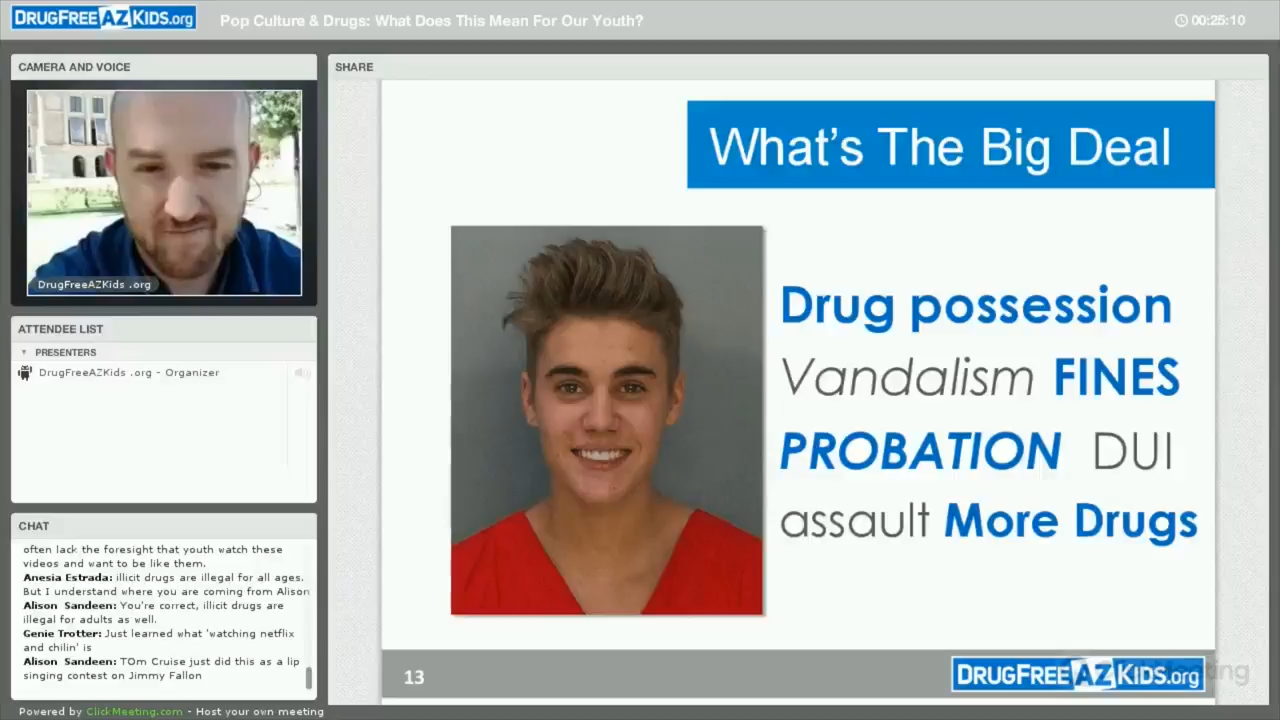 DRUGFREEAZKIDS.org
Pop Culture & Drugs: What Does This Mean For Our Youth?
00:25:10
CAMERA AND VOICE
DrugFreeAZKids .org
ATTENDEE LIST
PRESENTERS
DrugFreeAZKids .org - Organizer
CHAT
often lack the foresight that youth watch these
videos and want to be like them.
Anesia Estrada: illicit drugs are illegal for all ages.
But I understand where you are coming from Alison
Alison Sandeen: You're correct, illicit drugs are
illegal for adults as well.
Genie Trotter: Just learned what 'watching netflix
and chilin' is
Alison Sandeen: TOm Cruise just did this as a lip
singing contest on Jimmy Fallon
Powered by ClickMeeting.com - Host your own meeting
SHARE
What's The Big Deal
Drug possession
Vandalism FINES
PROBATION DUI
assault More Drugs
13
DRUGFREEAZKIDS.org